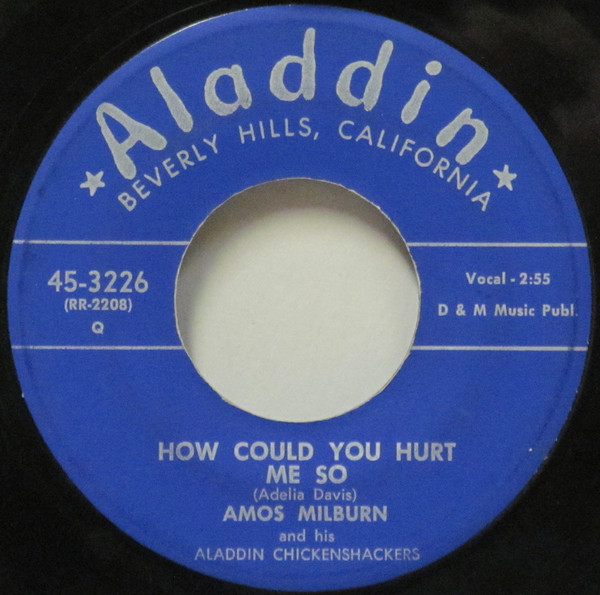 Aladdin
BEVERLY HILLS, CALIFORNIA
45-3226
(RR-2208)
Q
Vocal - 2:55
D & M Music Publ.
HOW COULD YOU HURT
ME SO
(Adelia Davis)
AMOS MILBURN
and his
ALADDIN CHICKENSHACKERS